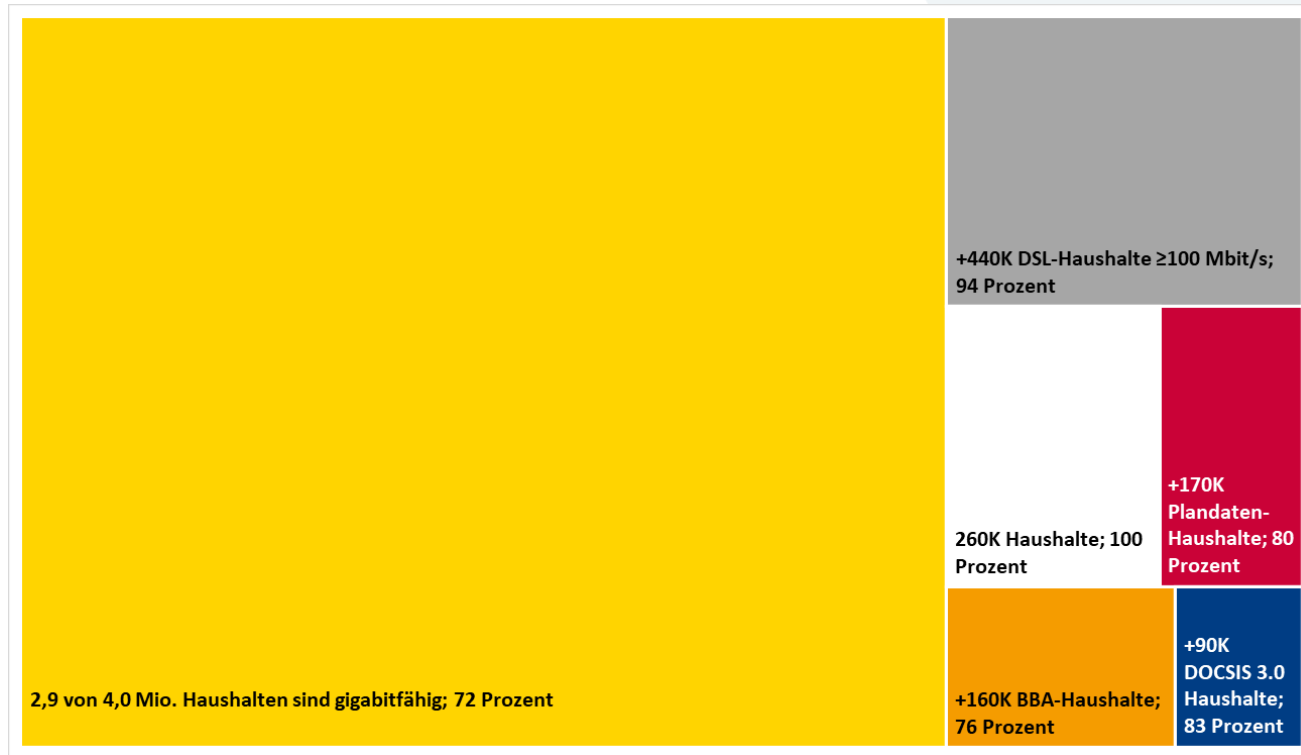 +440K DSL-Haushalte ≥100 Mbit/s;
94 Prozent
260K Haushalte; 100
Prozent
+170K
Plandaten-
Haushalte; 80
Prozent
2,9 von 4,0 Mio. Haushalten sind gigabitfähig; 72 Prozent
+160K BBA-Haushalte;
76 Prozent
+90K
DOCSIS 3.0
Haushalte;
83 Prozent